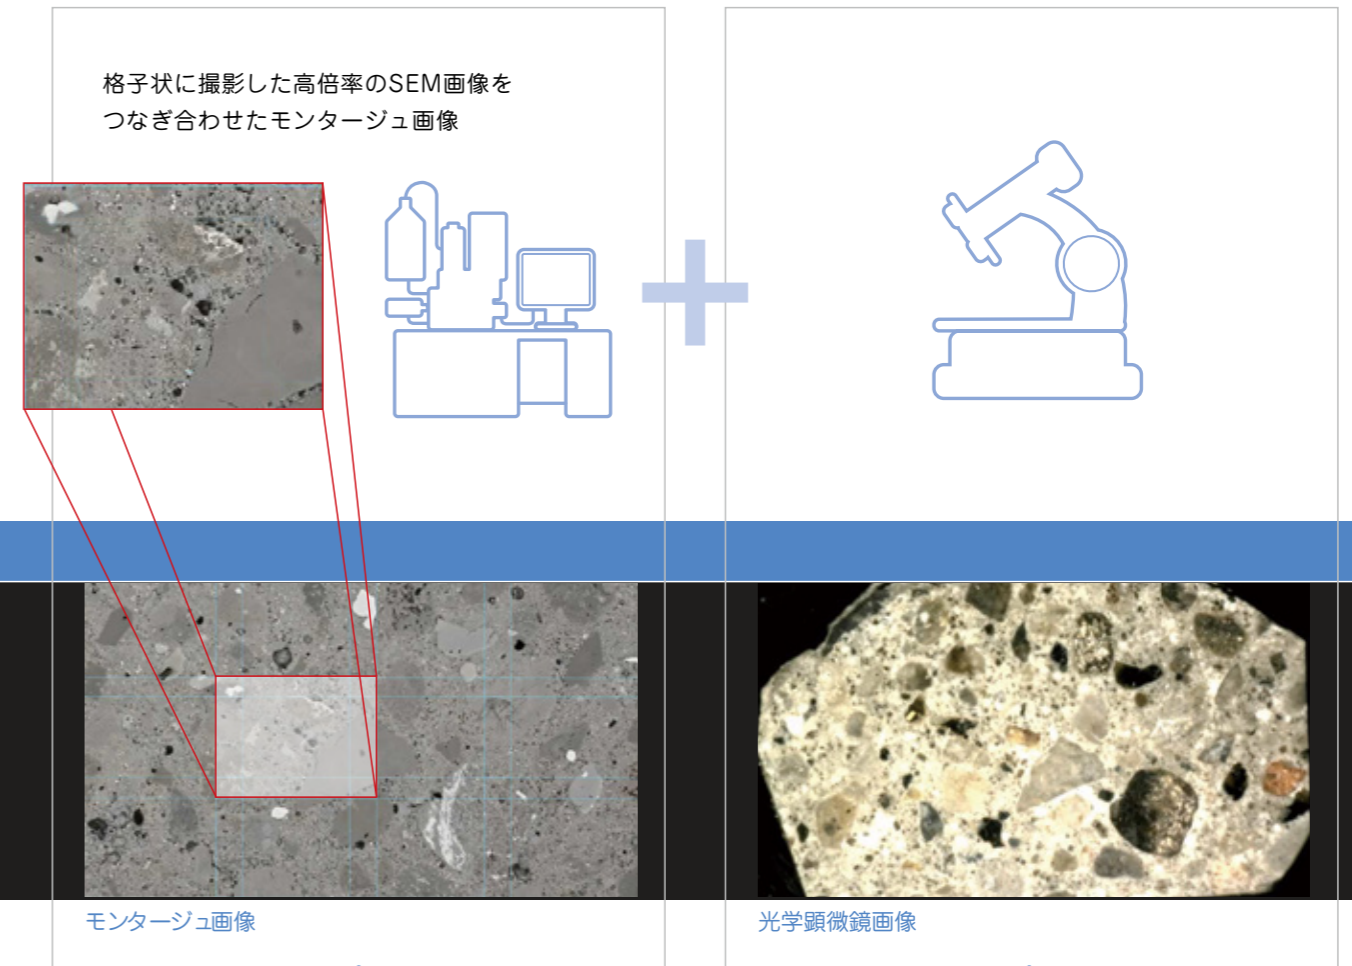 格子状に撮影した高倍率のSEM画像を
つなぎ合わせたモンタージュ画像
モンタージュ画像
光学顕微鏡画像